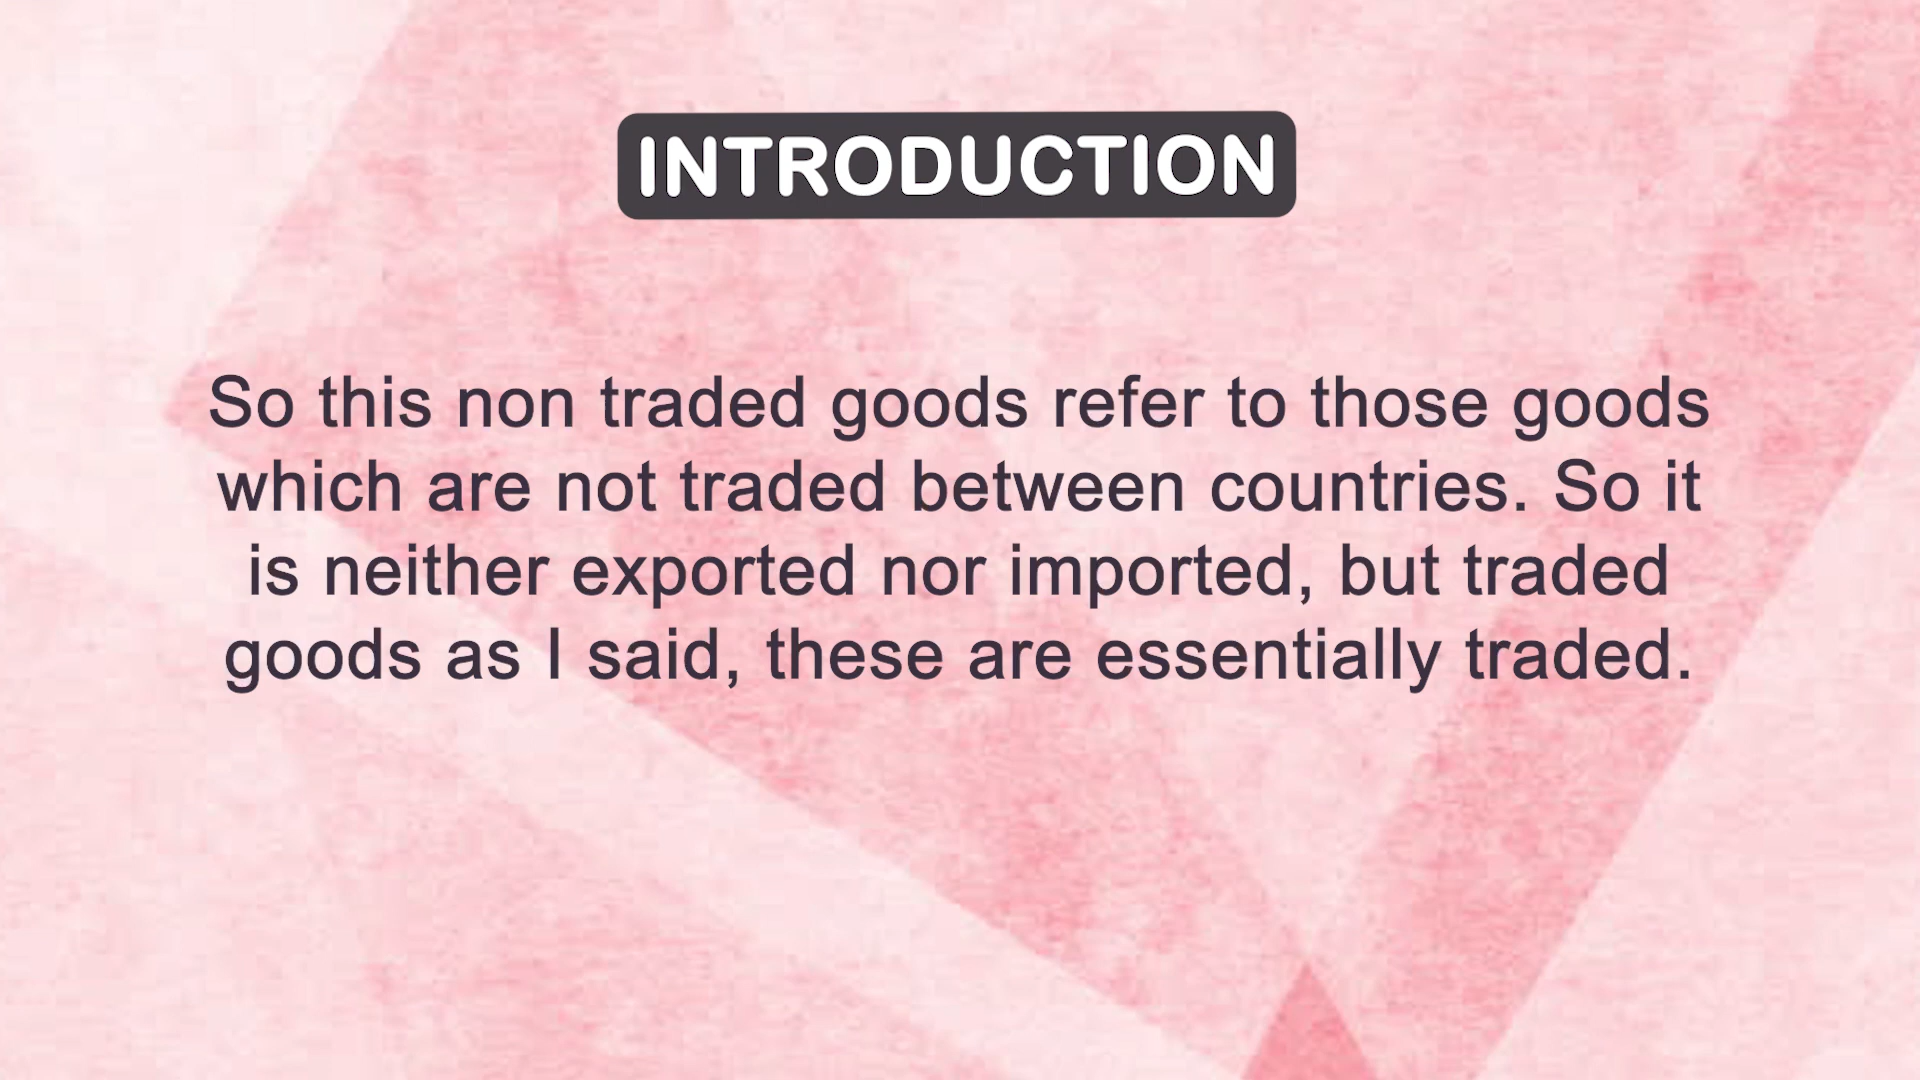 INTRODUCTION
So this non traded goods refer to those goods
which are not traded between countries. So it
is neither exported nor imported, but traded
goods as I said, these are essentially traded.